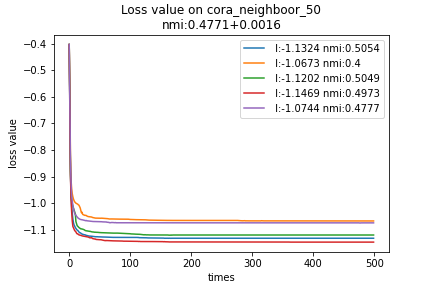 Loss value on cora_neighboor_50
nmi:0.4771+0.0016
l:-1.1324 nmi:0.5054
l:-1.0673 nmi:0.4
l:-1.1202 nmi:0.5049
l:-1.1469 nmi:0.4973
l:-1.0744 nmi:0.4777
loss value
−0.4
−0.5
−0.6
−0.7
−0.8
−0.9
−1.0
−1.1
0 100 200 300 400 500
times